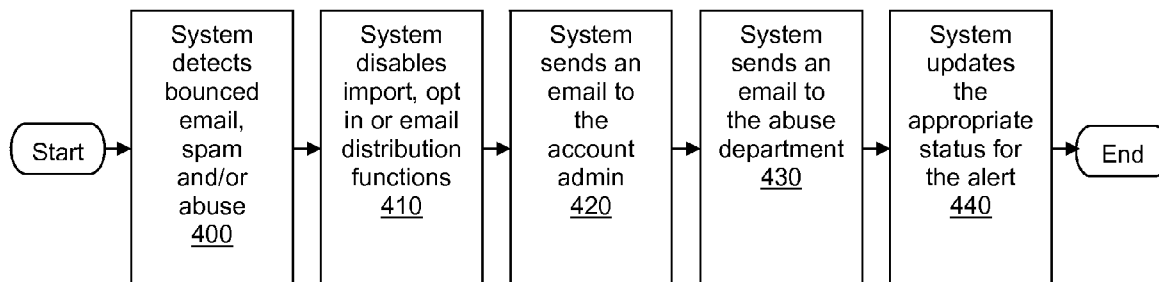 Start
System
detects
bounced
email,
spam
and/or
abuse
400
System
disables
import, opt
in or email
distribution
functions
410
System
sends an
email to
the
account
admin
420
System
sends an
email to
the abuse
department
430
System
updates
the
appropriate
status for
the alert
440
End